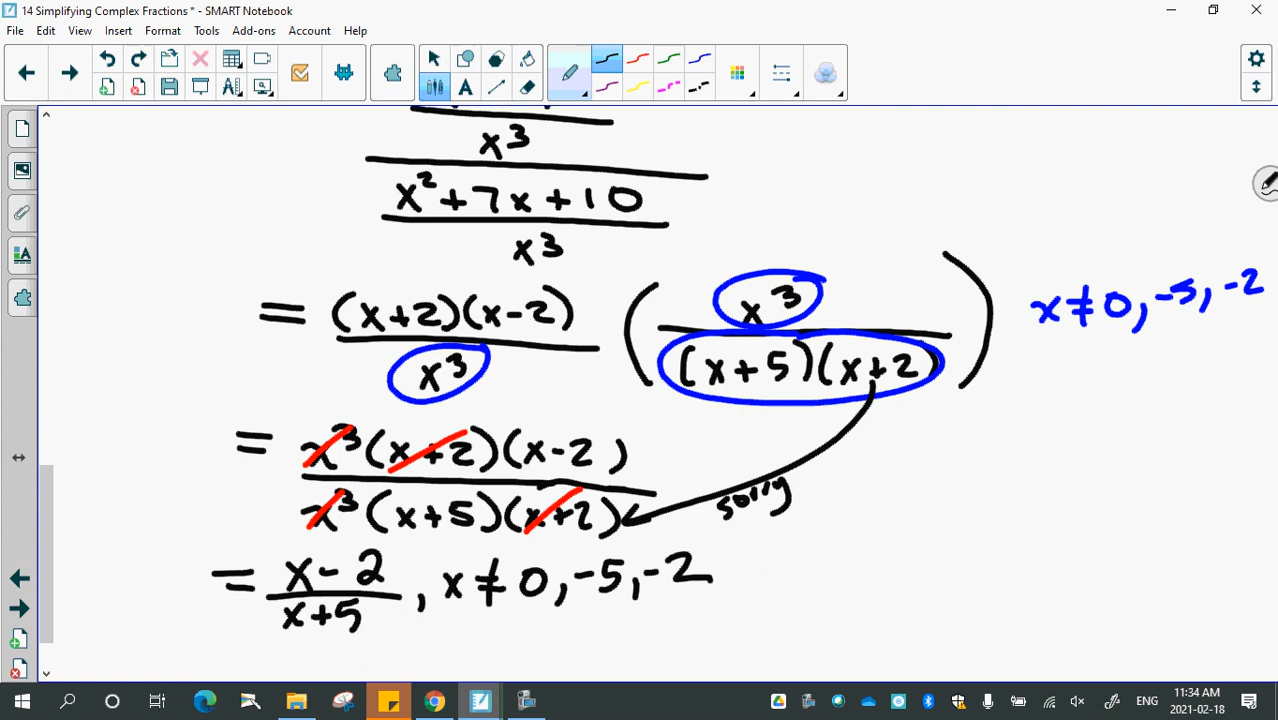 14 Simplifying Complex Fractions * - SMART Notebook
File Edit View Insert Format Tools Add-ons Account Help
x³
x² + 7x + 10
x³
= (x+2)(x-2) ( x³ ) x ≠ 0, -5, -2
x³ (x+5)(x+2)
= x³(x+2)(x-2)
x³(x+5)(x+2) sorry
= x-2 , x ≠ 0, -5, -2
x+5
ENG 11:34 AM
2021-02-18